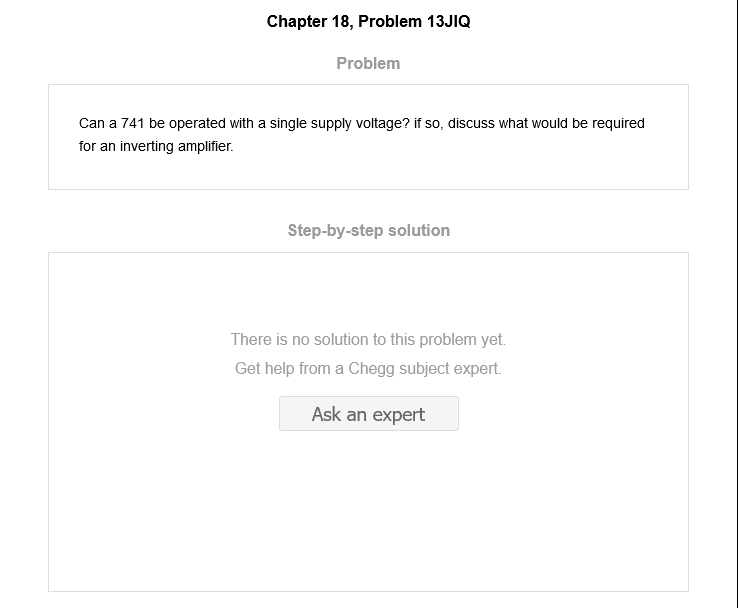 Chapter 18, Problem 13JIQ
Problem
Can a 741 be operated with a single supply voltage? if so, discuss what would be required
for an inverting amplifier.
Step-by-step solution
There is no solution to this problem yet.
Get help from a Chegg subject expert.
Ask an expert